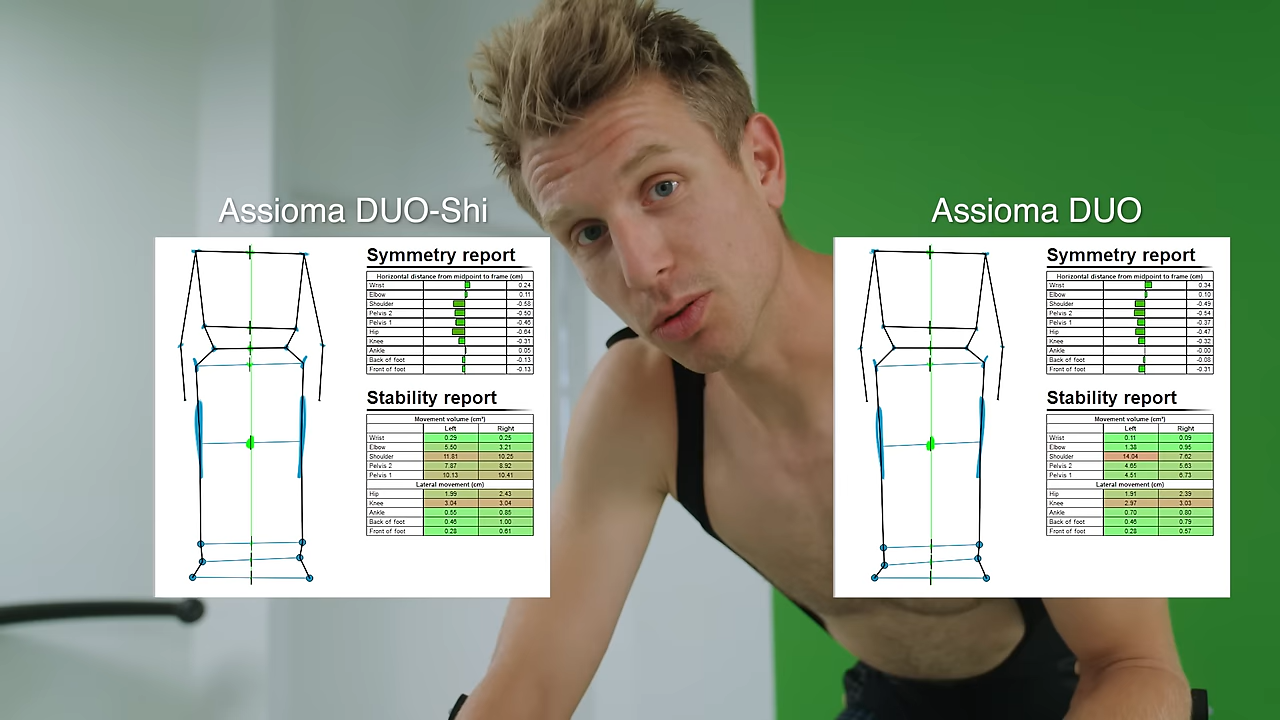 Assioma DUO-Shi
Symmetry report
Horizontal distance from midpoint to frame (cm)
Wrist 0.24
Elbow 0.11
Shoulder -0.58
Pelvis 2 -0.50
Pelvis 1 -0.46
Hip -0.64
Knee -0.31
Ankle 0.05
Back of foot -0.13
Front of foot -0.13
Stability report
Movement volume (cm³)
Left Right
Wrist 0.29 0.25
Elbow 5.50 3.21
Shoulder 11.81 10.25
Pelvis 2 7.87 8.92
Pelvis 1 10.13 10.41
Lateral movement (cm)
Hip 1.99 2.43
Knee 3.04 3.04
Ankle 0.55 0.85
Back of foot 0.46 1.00
Front of foot 0.28 0.61
Assioma DUO
Symmetry report
Horizontal distance from midpoint to frame (cm)
Wrist 0.34
Elbow 0.10
Shoulder -0.49
Pelvis 2 -0.54
Pelvis 1 -0.37
Hip -0.47
Knee -0.32
Ankle -0.00
Back of foot -0.08
Front of foot -0.31
Stability report
Movement volume (cm³)
Left Right
Wrist 0.11 0.09
Elbow 1.38 0.95
Shoulder 14.04 7.62
Pelvis 2 4.65 5.63
Pelvis 1 4.51 6.73
Lateral movement (cm)
Hip 1.91 2.39
Knee 2.97 3.03
Ankle 0.70 0.80
Back of foot 0.46 0.79
Front of foot 0.28 0.57